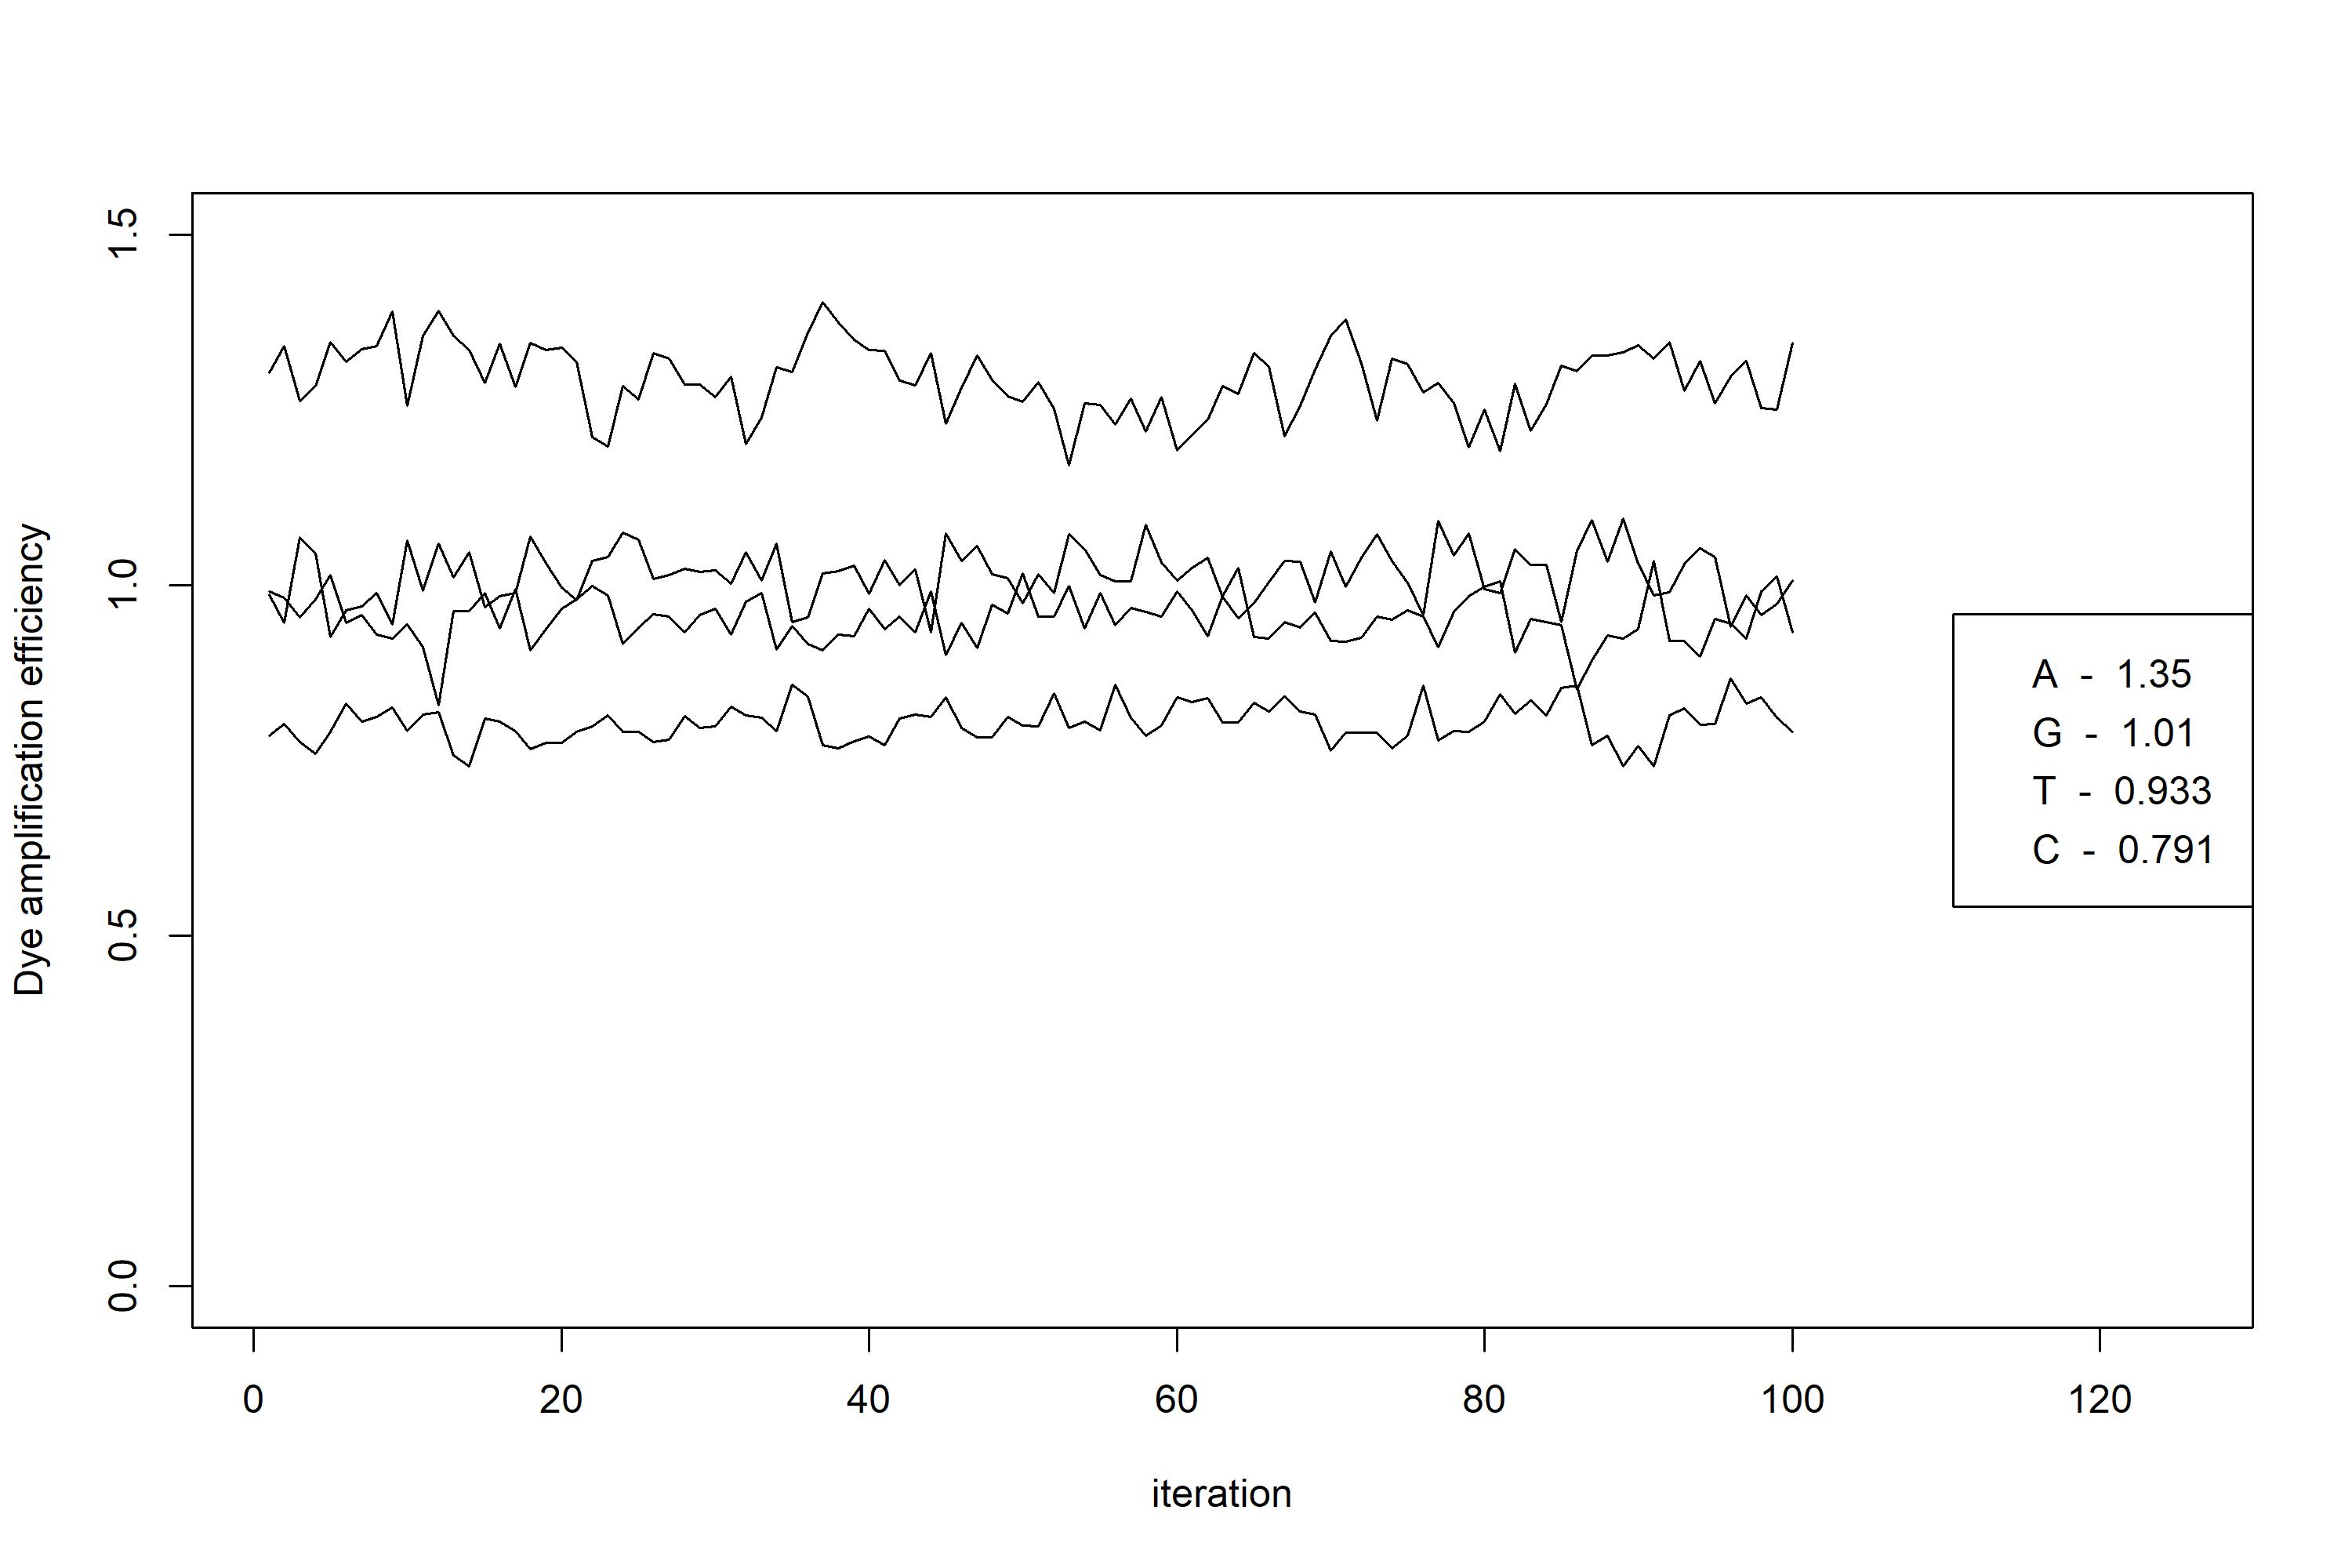 Dye amplification efficiency
1.5
1.0
0.5
0.0
A - 1.35
G - 1.01
T - 0.933
C - 0.791
0 20 40 60 80 100 120
iteration